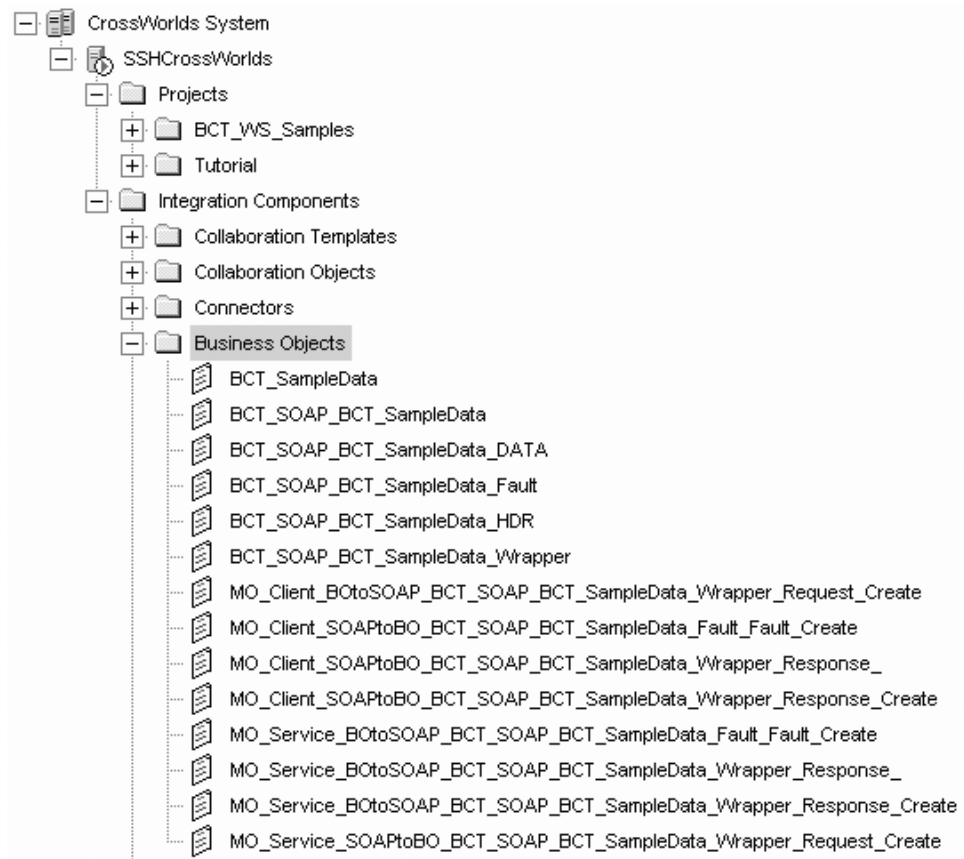 CrossWorlds System
SSHCrossWorlds
Projects
BCT_WS_Samples
Tutorial
Integration Components
Collaboration Templates
Collaboration Objects
Connectors
Business Objects
BCT_SampleData
BCT_SOAP_BCT_SampleData
BCT_SOAP_BCT_SampleData_DATA
BCT_SOAP_BCT_SampleData_Fault
BCT_SOAP_BCT_SampleData_HDR
BCT_SOAP_BCT_SampleData_Wrapper
MO_Client_BOtoSOAP_BCT_SOAP_BCT_SampleData_Wrapper_Request_Create
MO_Client_SOAPtoBO_BCT_SOAP_BCT_SampleData_Fault_Fault_Create
MO_Client_SOAPtoBO_BCT_SOAP_BCT_SampleData_Wrapper_Response_
MO_Client_SOAPtoBO_BCT_SOAP_BCT_SampleData_Wrapper_Response_Create
MO_Service_BOtoSOAP_BCT_SOAP_BCT_SampleData_Fault_Fault_Create
MO_Service_BOtoSOAP_BCT_SOAP_BCT_SampleData_Wrapper_Response_
MO_Service_BOtoSOAP_BCT_SOAP_BCT_SampleData_Wrapper_Response_Create
MO_Service_SOAPtoBO_BCT_SOAP_BCT_SampleData_Wrapper_Request_Create